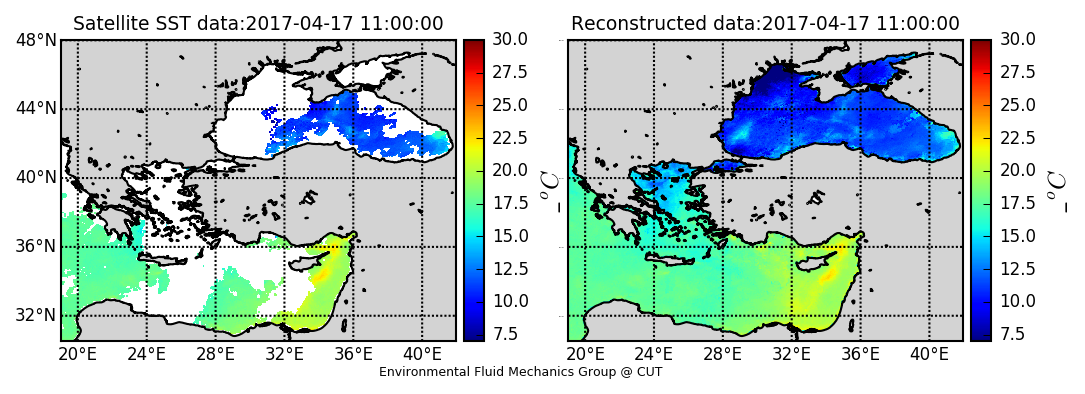 Satellite SST data:2017-04-17 11:00:00
Reconstructed data:2017-04-17 11:00:00
48°N
44°N
40°N
36°N
32°N
20°E 24°E 28°E 32°E 36°E 40°E
30.0
27.5
25.0
22.5
20.0
17.5
15.0
12.5
10.0
7.5
_ °C
20°E 24°E 28°E 32°E 36°E 40°E
30.0
27.5
25.0
22.5
20.0
17.5
15.0
12.5
10.0
7.5
_ °C
Environmental Fluid Mechanics Group @ CUT